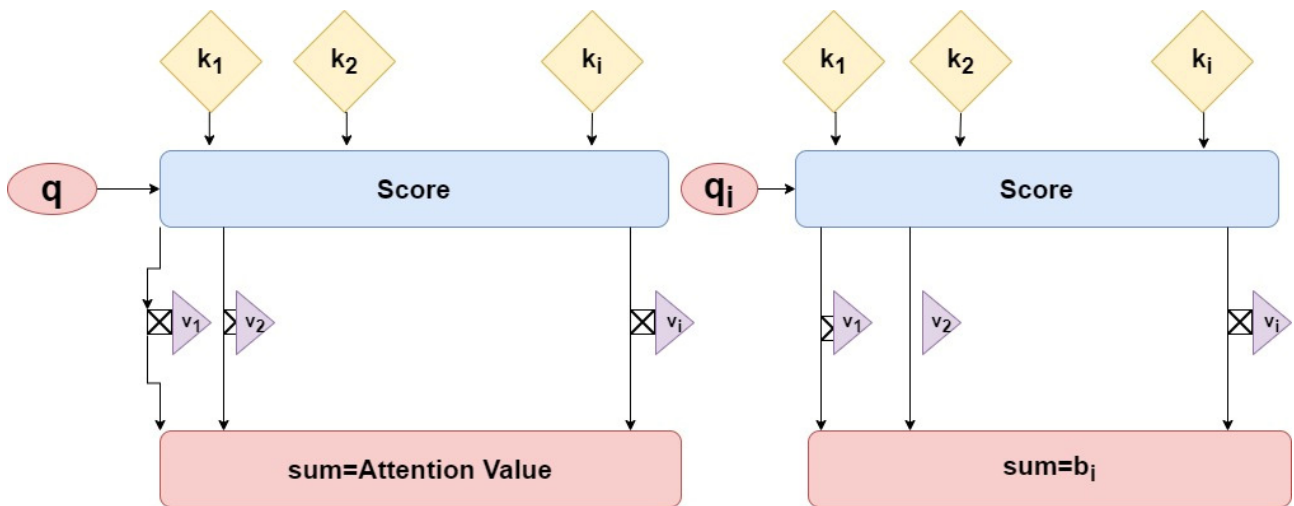 k₁ k₂ kᵢ k₁ k₂ kᵢ
q Score qᵢ Score
v₁ v₂ vᵢ v₁ v₂ vᵢ
sum=Attention Value sum=bᵢ